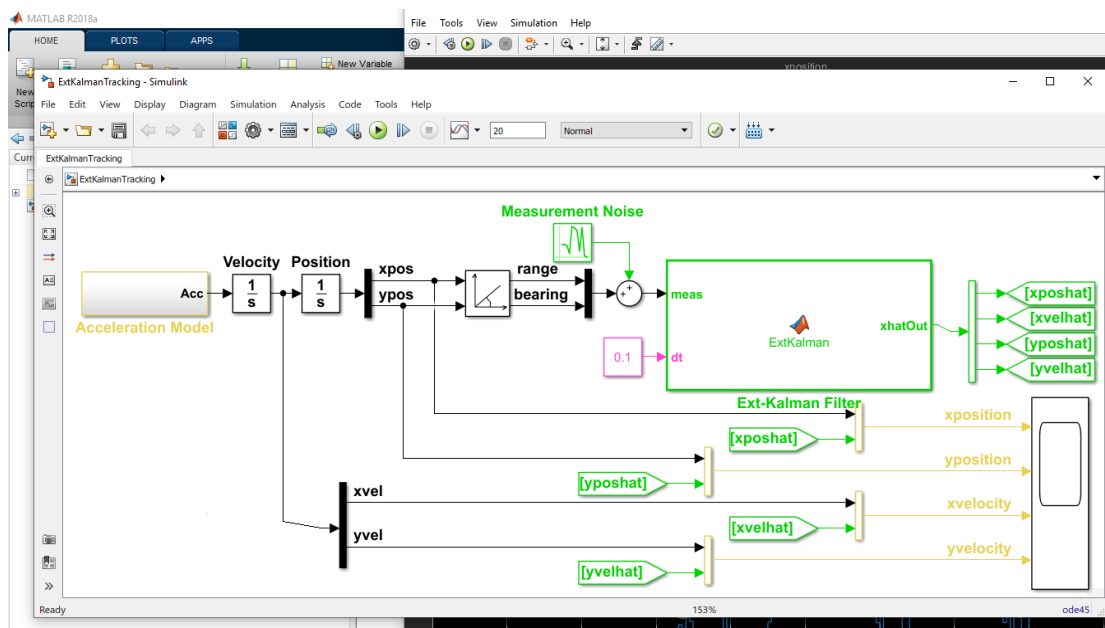 MATLAB R2018a
HOME PLOTS APPS
New Variable
New
Scrip
File Tools View Simulation Help
xposition
ExtKalmanTracking - Simulink
File Edit View Display Diagram Simulation Analysis Code Tools Help
20 Normal
Curr
ExtKalmanTracking
ExtKalmanTracking
Measurement Noise
Velocity Position xpos range
Acc 1 s 1 s ypos bearing
Acceleration Model
+
+
meas
xhatOut
ExtKalman
0.1 dt
Ext-Kalman Filter
[xposhat]
[xvelhat]
[yposhat]
[yvelhat]
xposition
[xposhat]
yposition
[yposhat]
xvel
xvelocity
[xvelhat]
yvel
yvelocity
[yvelhat]
Ready 153% ode45